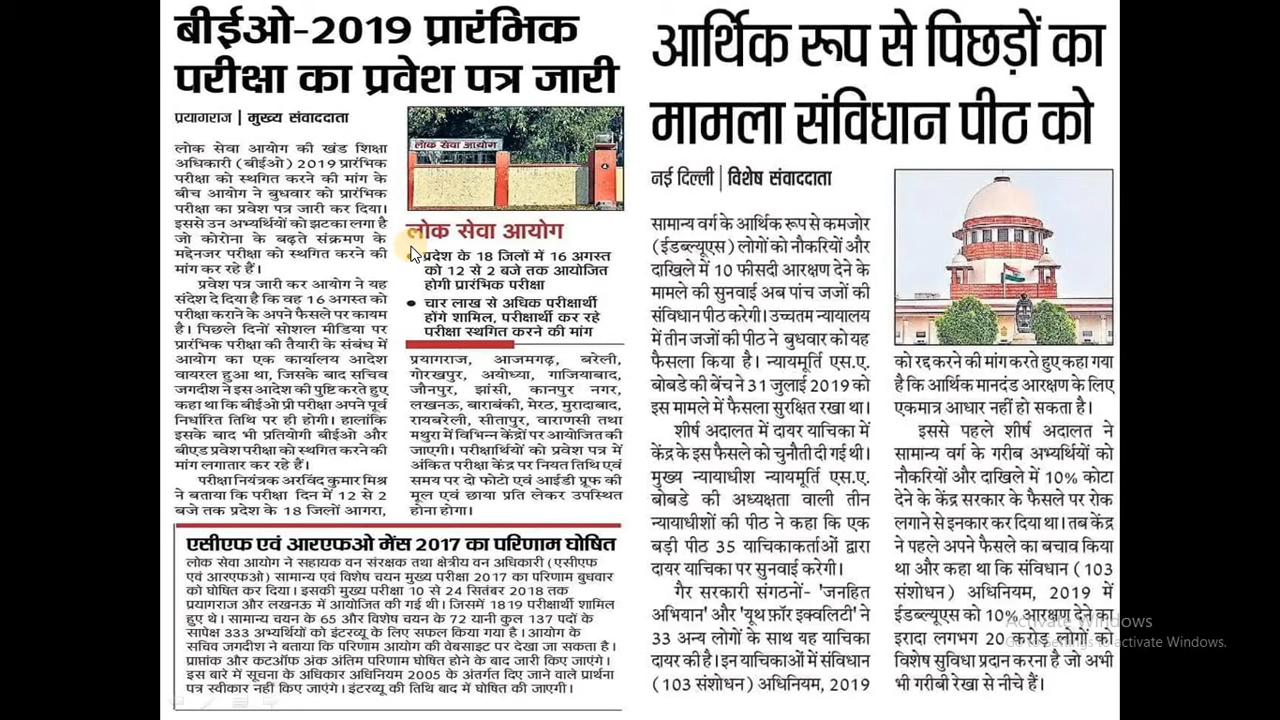 बीईओ-2019 प्रारंभिक
परीक्षा का प्रवेश पत्र जारी
प्रयागराज | मुख्य संवाददाता
लोक सेवा आयोग की खंड शिक्षा
अधिकारी (बीईओ) 2019 प्रारंभिक
परीक्षा को स्थगित करने की मांग के
बीच आयोग ने बुधवार को प्रारंभिक
परीक्षा का प्रवेश पत्र जारी कर दिया।
इससे उन अभ्यर्थियों को झटका लगा है
जो कोरोना के बढ़ते संक्रमण के
मद्देनजर परीक्षा को स्थगित करने की
मांग कर रहे हैं।
प्रवेश पत्र जारी कर आयोग ने यह
संदेश दे दिया है कि वह 16 अगस्त को
परीक्षा कराने के अपने फैसले पर कायम
है। पिछले दिनों सोशल मीडिया पर
प्रारंभिक परीक्षा की तैयारी के संबंध में
आयोग का एक कार्यालय आदेश
वायरल हुआ था, जिसके बाद सचिव
जगदीश ने इस आदेश की पुष्टि करते हुए
कहा था कि बीईओ प्री परीक्षा अपने पूर्व
निर्धारित तिथि पर ही होगी। हालांकि
इसके बाद भी प्रतियोगी बीईओ और
बीएड प्रवेश परीक्षा को स्थगित करने की
मांग लगातार कर रहे हैं।
परीक्षा नियंत्रक अरविंद कुमार मिश्र
ने बताया कि परीक्षा दिन में 12 से 2
बजे तक प्रदेश के 18 जिलों आगरा,
लोक सेवा आयोग
लोक सेवा आयोग
प्रदेश के 18 जिलों में 16 अगस्त
को 12 से 2 बजे तक आयोजित
होगी प्रारंभिक परीक्षा
● चार लाख से अधिक परीक्षार्थी
होंगे शामिल, परीक्षार्थी कर रहे
परीक्षा स्थगित करने की मांग
प्रयागराज, आजमगढ़, बरेली,
गोरखपुर, अयोध्या, गाजियाबाद,
जौनपुर, झांसी, कानपुर नगर,
लखनऊ, बाराबंकी, मेरठ, मुरादाबाद,
रायबरेली, सीतापुर, वाराणसी तथा
मथुरा में विभिन्न केंद्रों पर आयोजित की
जाएगी। परीक्षार्थियों को प्रवेश पत्र में
अंकित परीक्षा केंद्र पर नियत तिथि एवं
समय पर दो फोटो एवं आईडी प्रूफ की
मूल एवं छाया प्रति लेकर उपस्थित
होना होगा।
एसीएफ एवं आरएफओ मेंस 2017 का परिणाम घोषित
लोक सेवा आयोग ने सहायक वन संरक्षक तथा क्षेत्रीय वन अधिकारी (एसीएफ
एवं आरएफओ) सामान्य एवं विशेष चयन मुख्य परीक्षा 2017 का परिणाम बुधवार
को घोषित कर दिया। इसकी मुख्य परीक्षा 10 से 24 सितंबर 2018 तक
प्रयागराज और लखनऊ में आयोजित की गई थी। जिसमें 1819 परीक्षार्थी शामिल
हुए थे। सामान्य चयन के 65 और विशेष चयन के 72 यानी कुल 137 पदों के
सापेक्ष 333 अभ्यर्थियों को इंटरव्यू के लिए सफल किया गया है। आयोग के
सचिव जगदीश ने बताया कि परिणाम आयोग की वेबसाइट पर देखा जा सकता है।
प्राप्तांक और कटऑफ अंक अंतिम परिणाम घोषित होने के बाद जारी किए जाएंगे।
इस बारे में सूचना के अधिकार अधिनियम 2005 के अंतर्गत दिए जाने वाले प्रार्थना
पत्र स्वीकार नहीं किए जाएंगे। इंटरव्यू की तिथि बाद में घोषित की जाएगी।
आर्थिक रूप से पिछड़ों का
मामला संविधान पीठ को
नई दिल्ली | विशेष संवाददाता
सामान्य वर्ग के आर्थिक रूप से कमजोर
(ईडब्ल्यूएस) लोगों को नौकरियों और
दाखिले में 10 फीसदी आरक्षण देने के
मामले की सुनवाई अब पांच जजों की
संविधान पीठ करेगी। उच्चतम न्यायालय
में तीन जजों की पीठ ने बुधवार को यह
फैसला किया है। न्यायमूर्ति एस.ए.
बोबडे की बेंच ने 31 जुलाई 2019 को
इस मामले में फैसला सुरक्षित रखा था।
शीर्ष अदालत में दायर याचिका में
केंद्र के इस फैसले को चुनौती दी गई थी।
मुख्य न्यायाधीश न्यायमूर्ति एस.ए.
बोबडे की अध्यक्षता वाली तीन
न्यायाधीशों की पीठ ने कहा कि एक
बड़ी पीठ 35 याचिकाकर्ताओं द्वारा
दायर याचिका पर सुनवाई करेगी।
गैर सरकारी संगठनों- 'जनहित
अभियान' और 'यूथ फ़ॉर इक्वलिटी' ने
33 अन्य लोगों के साथ यह याचिका
दायर की है। इन याचिकाओं में संविधान
(103 संशोधन) अधिनियम, 2019
को रद्द करने की मांग करते हुए कहा गया
है कि आर्थिक मानदंड आरक्षण के लिए
एकमात्र आधार नहीं हो सकता है।
इससे पहले शीर्ष अदालत ने
सामान्य वर्ग के गरीब अभ्यर्थियों को
नौकरियों और दाखिले में 10% कोटा
देने के केंद्र सरकार के फैसले पर रोक
लगाने से इनकार कर दिया था। तब केंद्र
ने पहले अपने फैसले का बचाव किया
था और कहा था कि संविधान (103
संशोधन) अधिनियम, 2019 में
ईडब्ल्यूएस को 10% आरक्षण देने का
इरादा लगभग 20 करोड़ लोगों को
विशेष सुविधा प्रदान करना है जो अभी
भी गरीबी रेखा से नीचे हैं।
Activate Windows
Go to Settings to activate Windows.